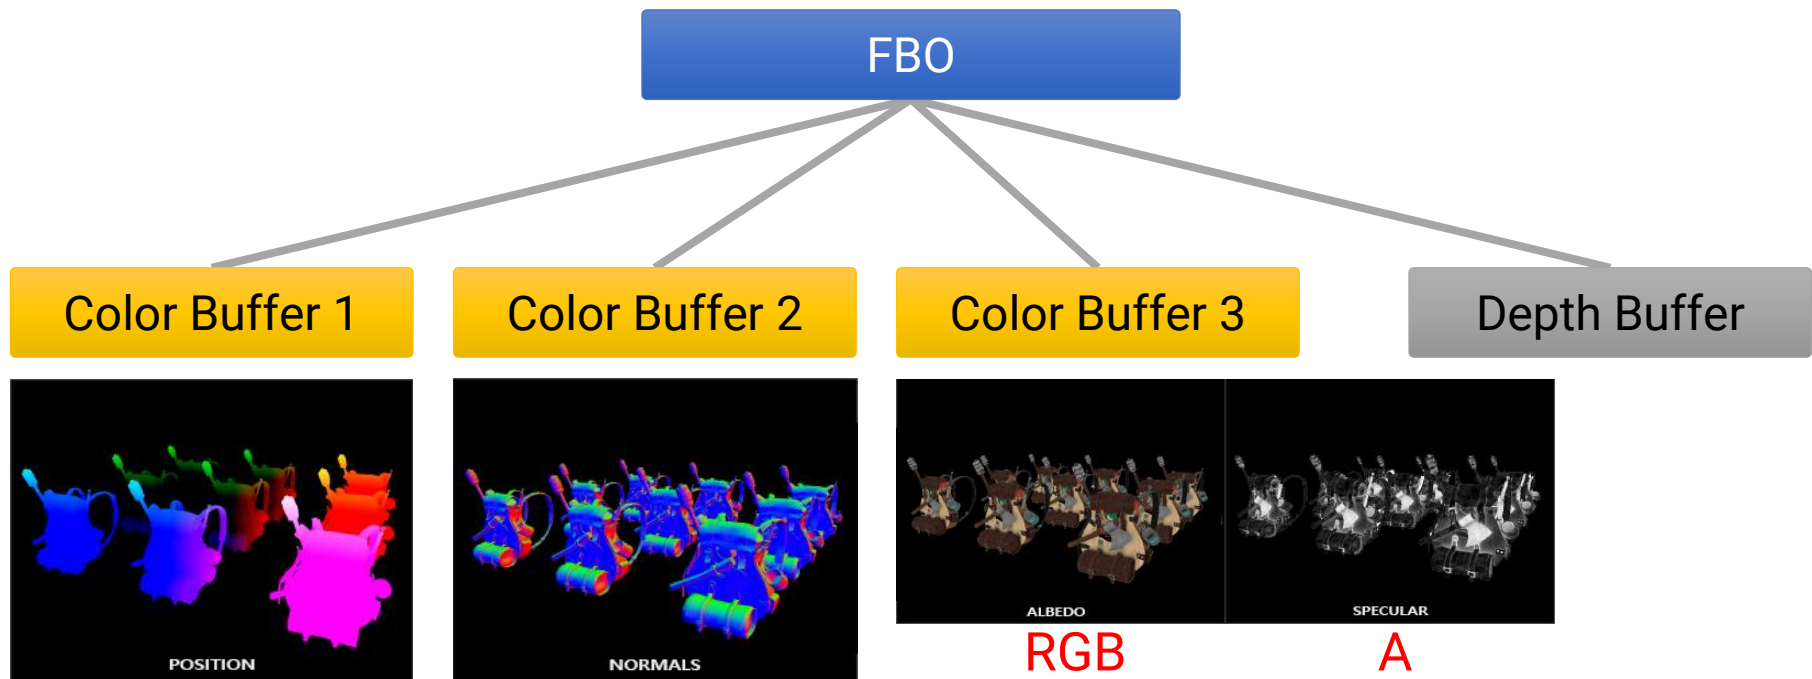 FBO
Color Buffer 1
Color Buffer 2
Color Buffer 3
Depth Buffer
POSITION
NORMALS
ALBEDO
SPECULAR
RGB
A